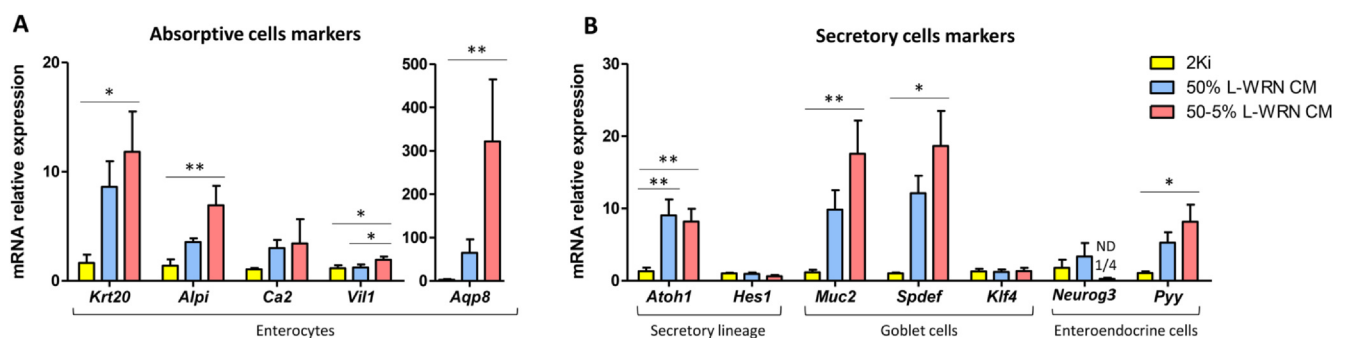 A
Absorptive cells markers
mRNA relative expression
20
10
0
*
**
*
*
Krt20 Alpi Ca2 Vil1
500
400
300
200
100
0
**
Aqp8
Enterocytes
B
Secretory cells markers
mRNA relative expression
30
20
10
0
**
**
**
*
ND
1/4
*
Atoh1 Hes1 Muc2 Spdef Klf4 Neurog3 Pyy
Secretory lineage Goblet cells Enteroendocrine cells
2Ki
50% L-WRN CM
50-5% L-WRN CM